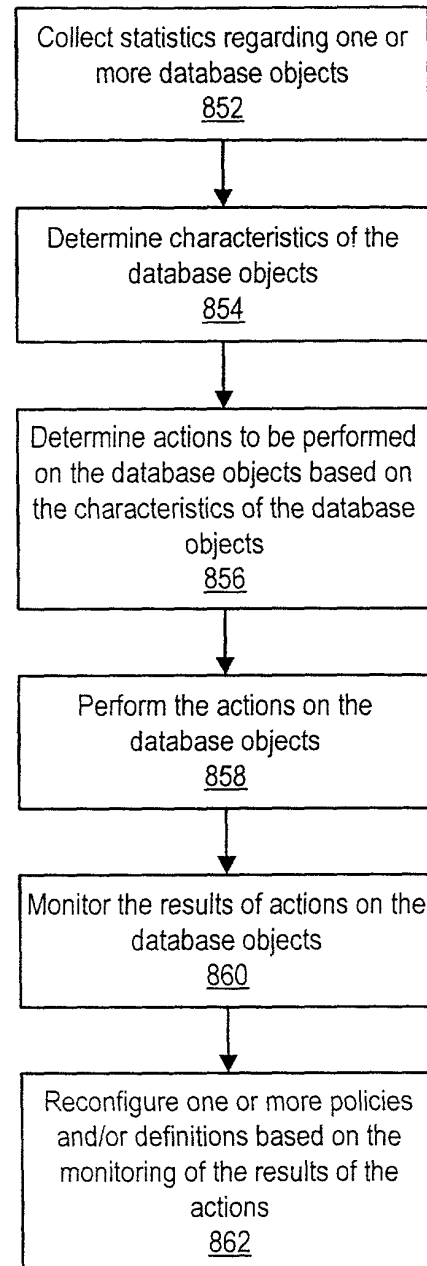 Collect statistics regarding one or
more database objects
852
Determine characteristics of the
database objects
854
Determine actions to be performed
on the database objects based on
the characteristics of the database
objects
856
Perform the actions on the
database objects
858
Monitor the results of actions on the
database objects
860
Reconfigure one or more policies
and/or definitions based on the
monitoring of the results of the
actions
862